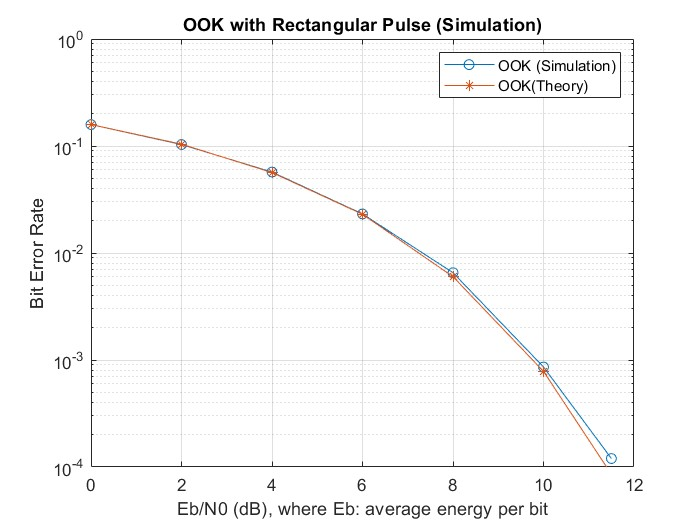 OOK with Rectangular Pulse (Simulation)
10^0
10^-1
10^-2
10^-3
10^-4
Bit Error Rate
OOK (Simulation)
OOK(Theory)
0 2 4 6 8 10 12
Eb/N0 (dB), where Eb: average energy per bit